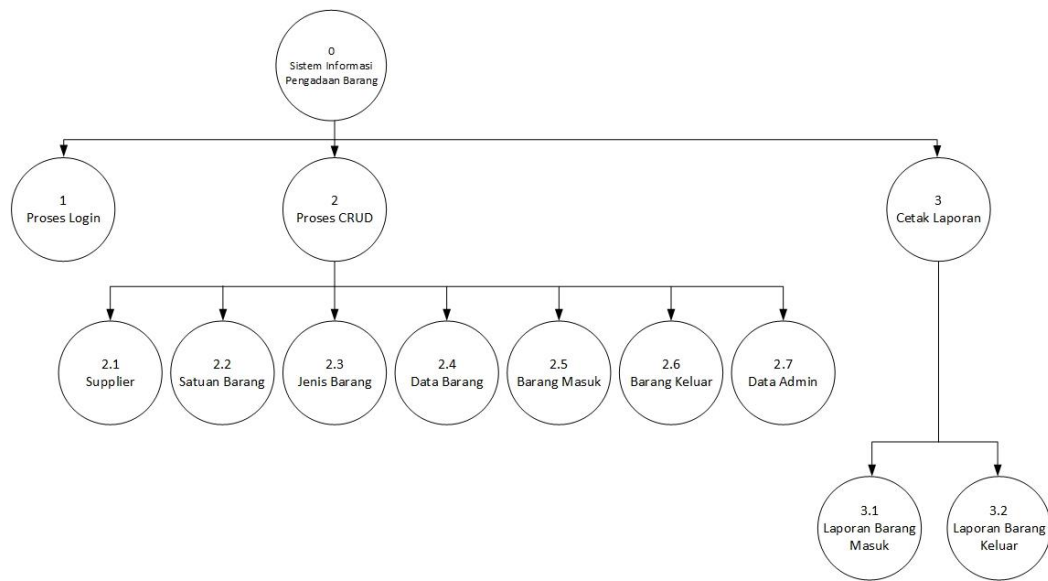 0
Sistem Informasi
Pengadaan Barang
1
Proses Login
2
Proses CRUD
3
Cetak Laporan
2.1
Supplier
2.2
Satuan Barang
2.3
Jenis Barang
2.4
Data Barang
2.5
Barang Masuk
2.6
Barang Keluar
2.7
Data Admin
3.1
Laporan Barang
Masuk
3.2
Laporan Barang
Keluar